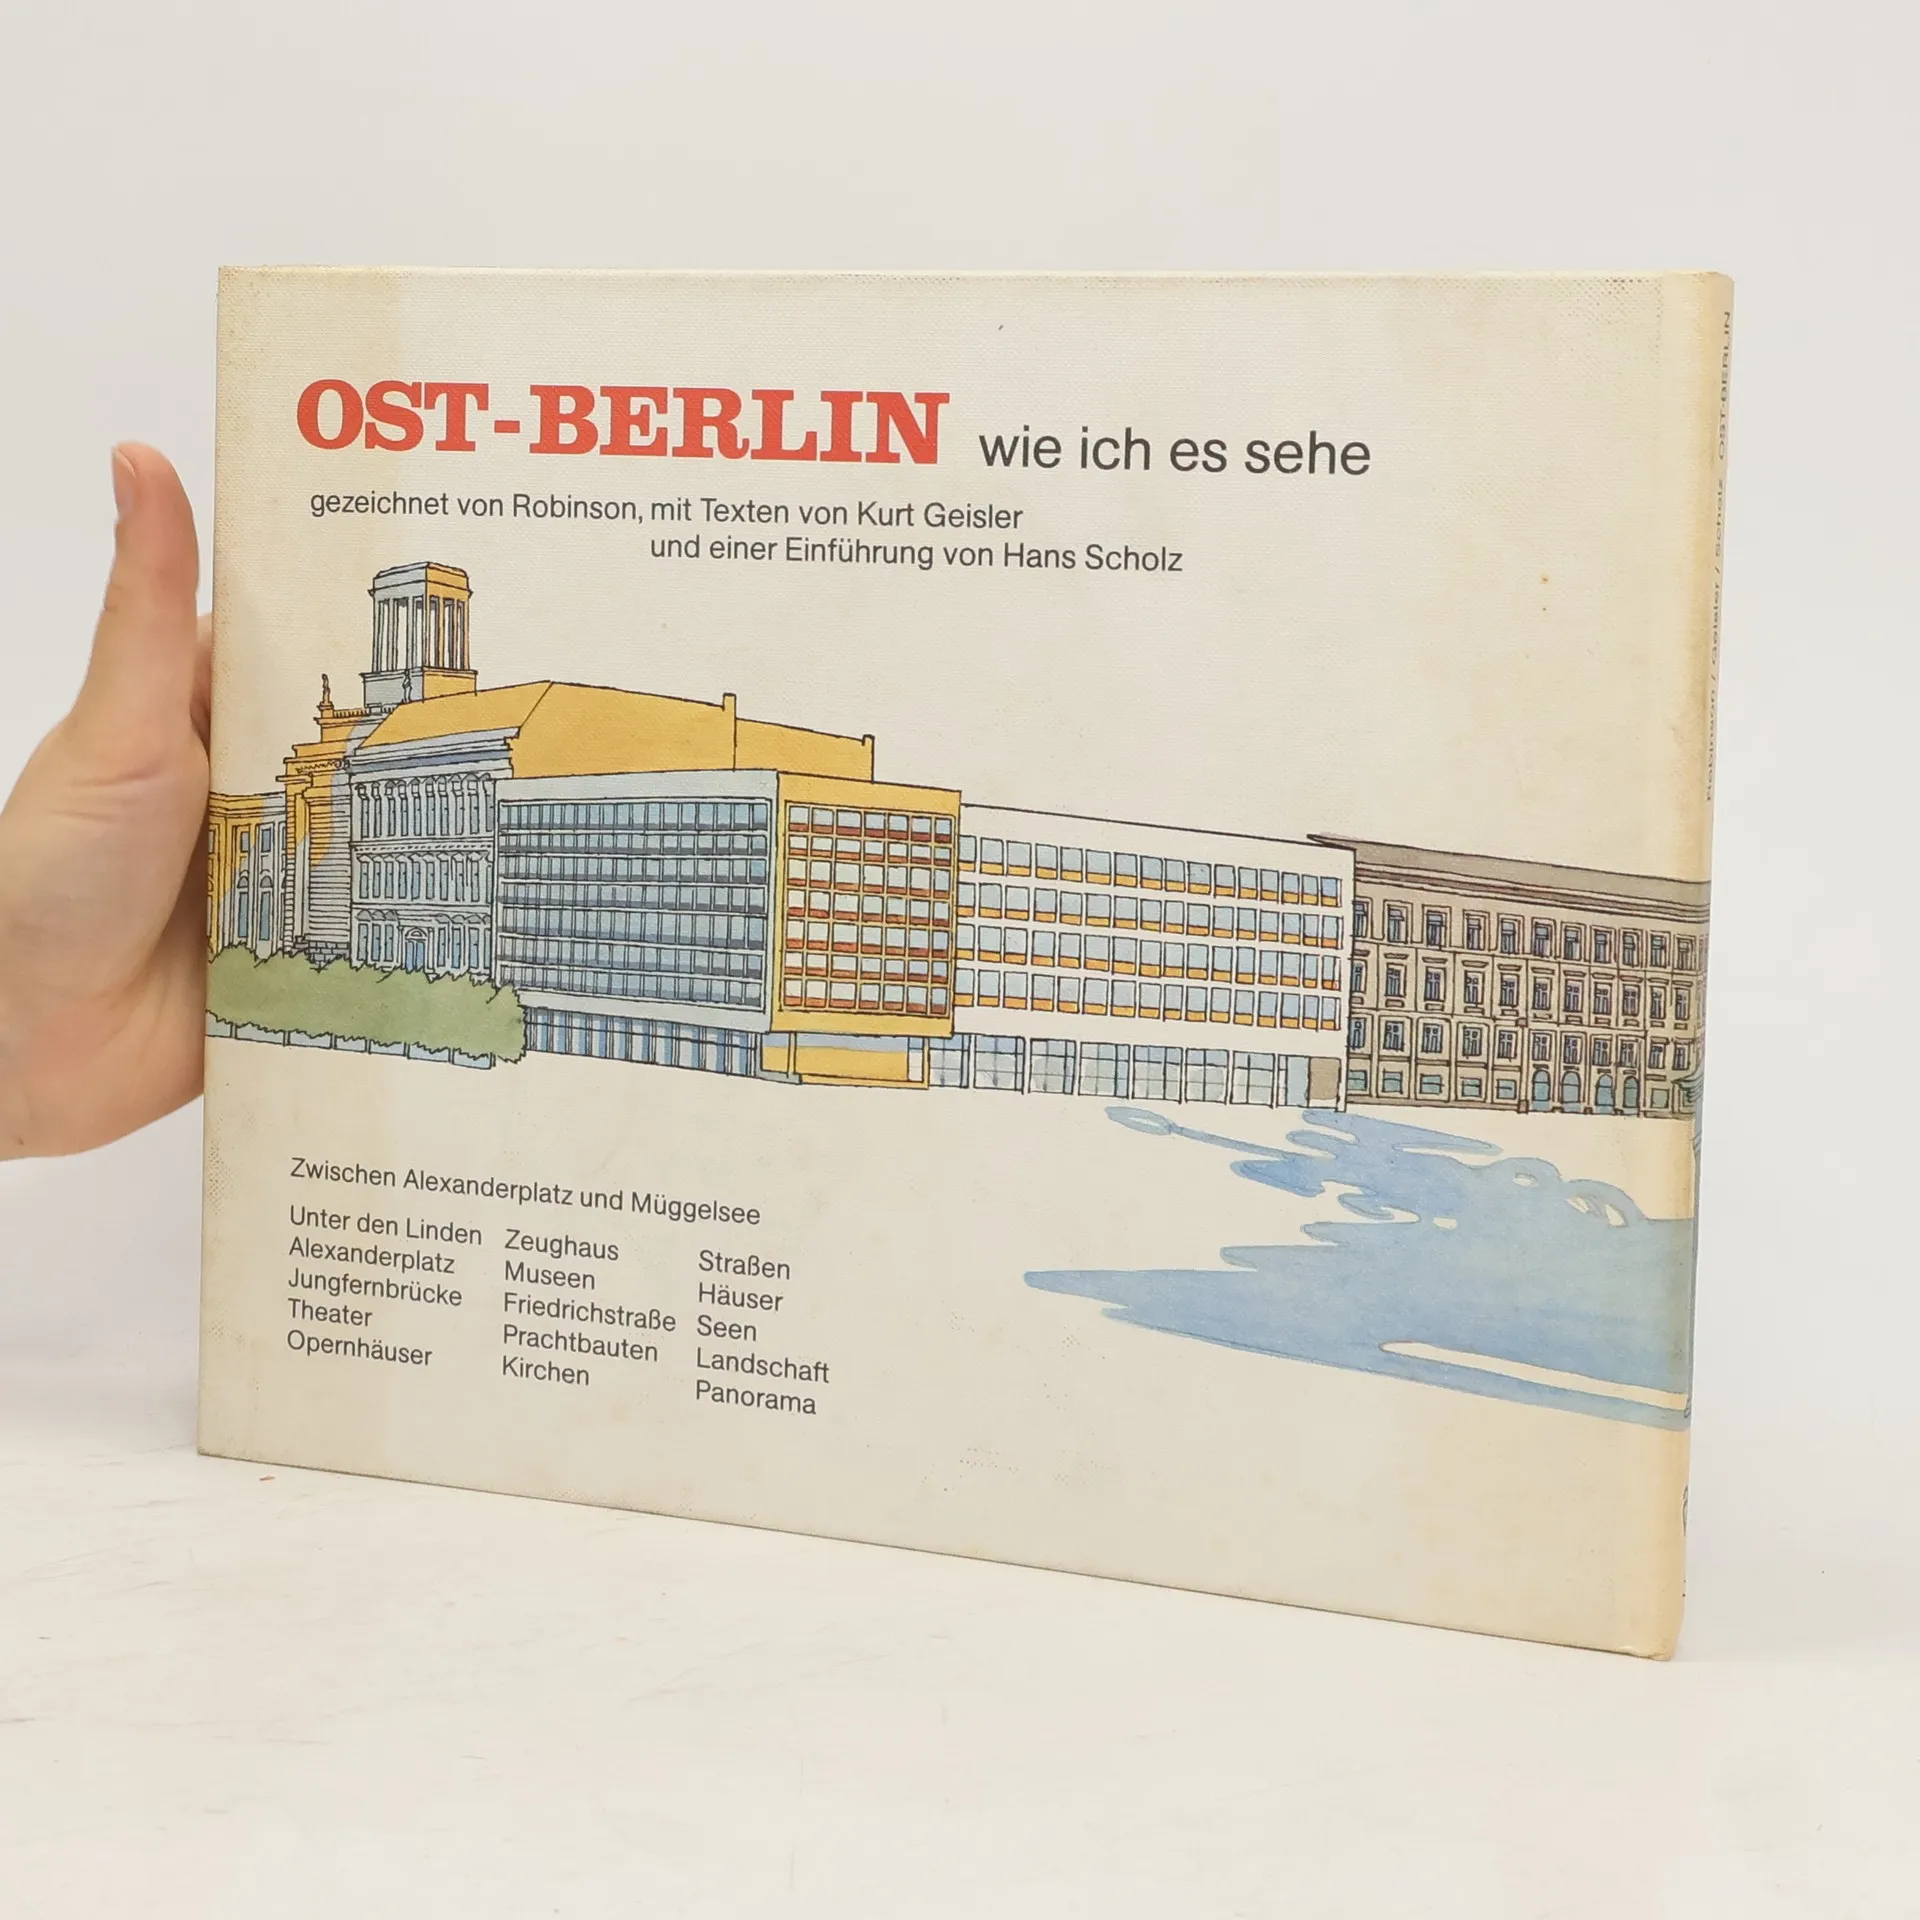 OST-BERLIN wie ich es sehe
gezeichnet von Robinson, mit Texten von Kurt Geisler
und einer Einführung von Hans Scholz
Zwischen Alexanderplatz und Müggelsee
Unter den Linden
Alexanderplatz
Jungfernbrücke
Theater
Opernhäuser
Zeughaus
Museen
Friedrichstraße
Prachtbauten
Kirchen
Straßen
Häuser
Seen
Landschaft
Panorama
Robinson / Geisler / Scholz OST-BERLIN